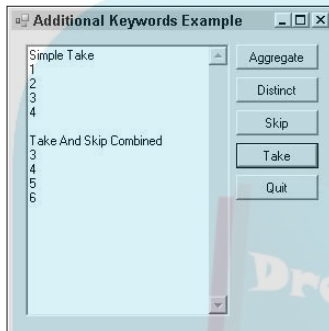 Additional Keywords Example
Simple Take
1
2
3
4
Take And Skip Combined
3
4
5
6
Aggregate
Distinct
Skip
Take
Quit